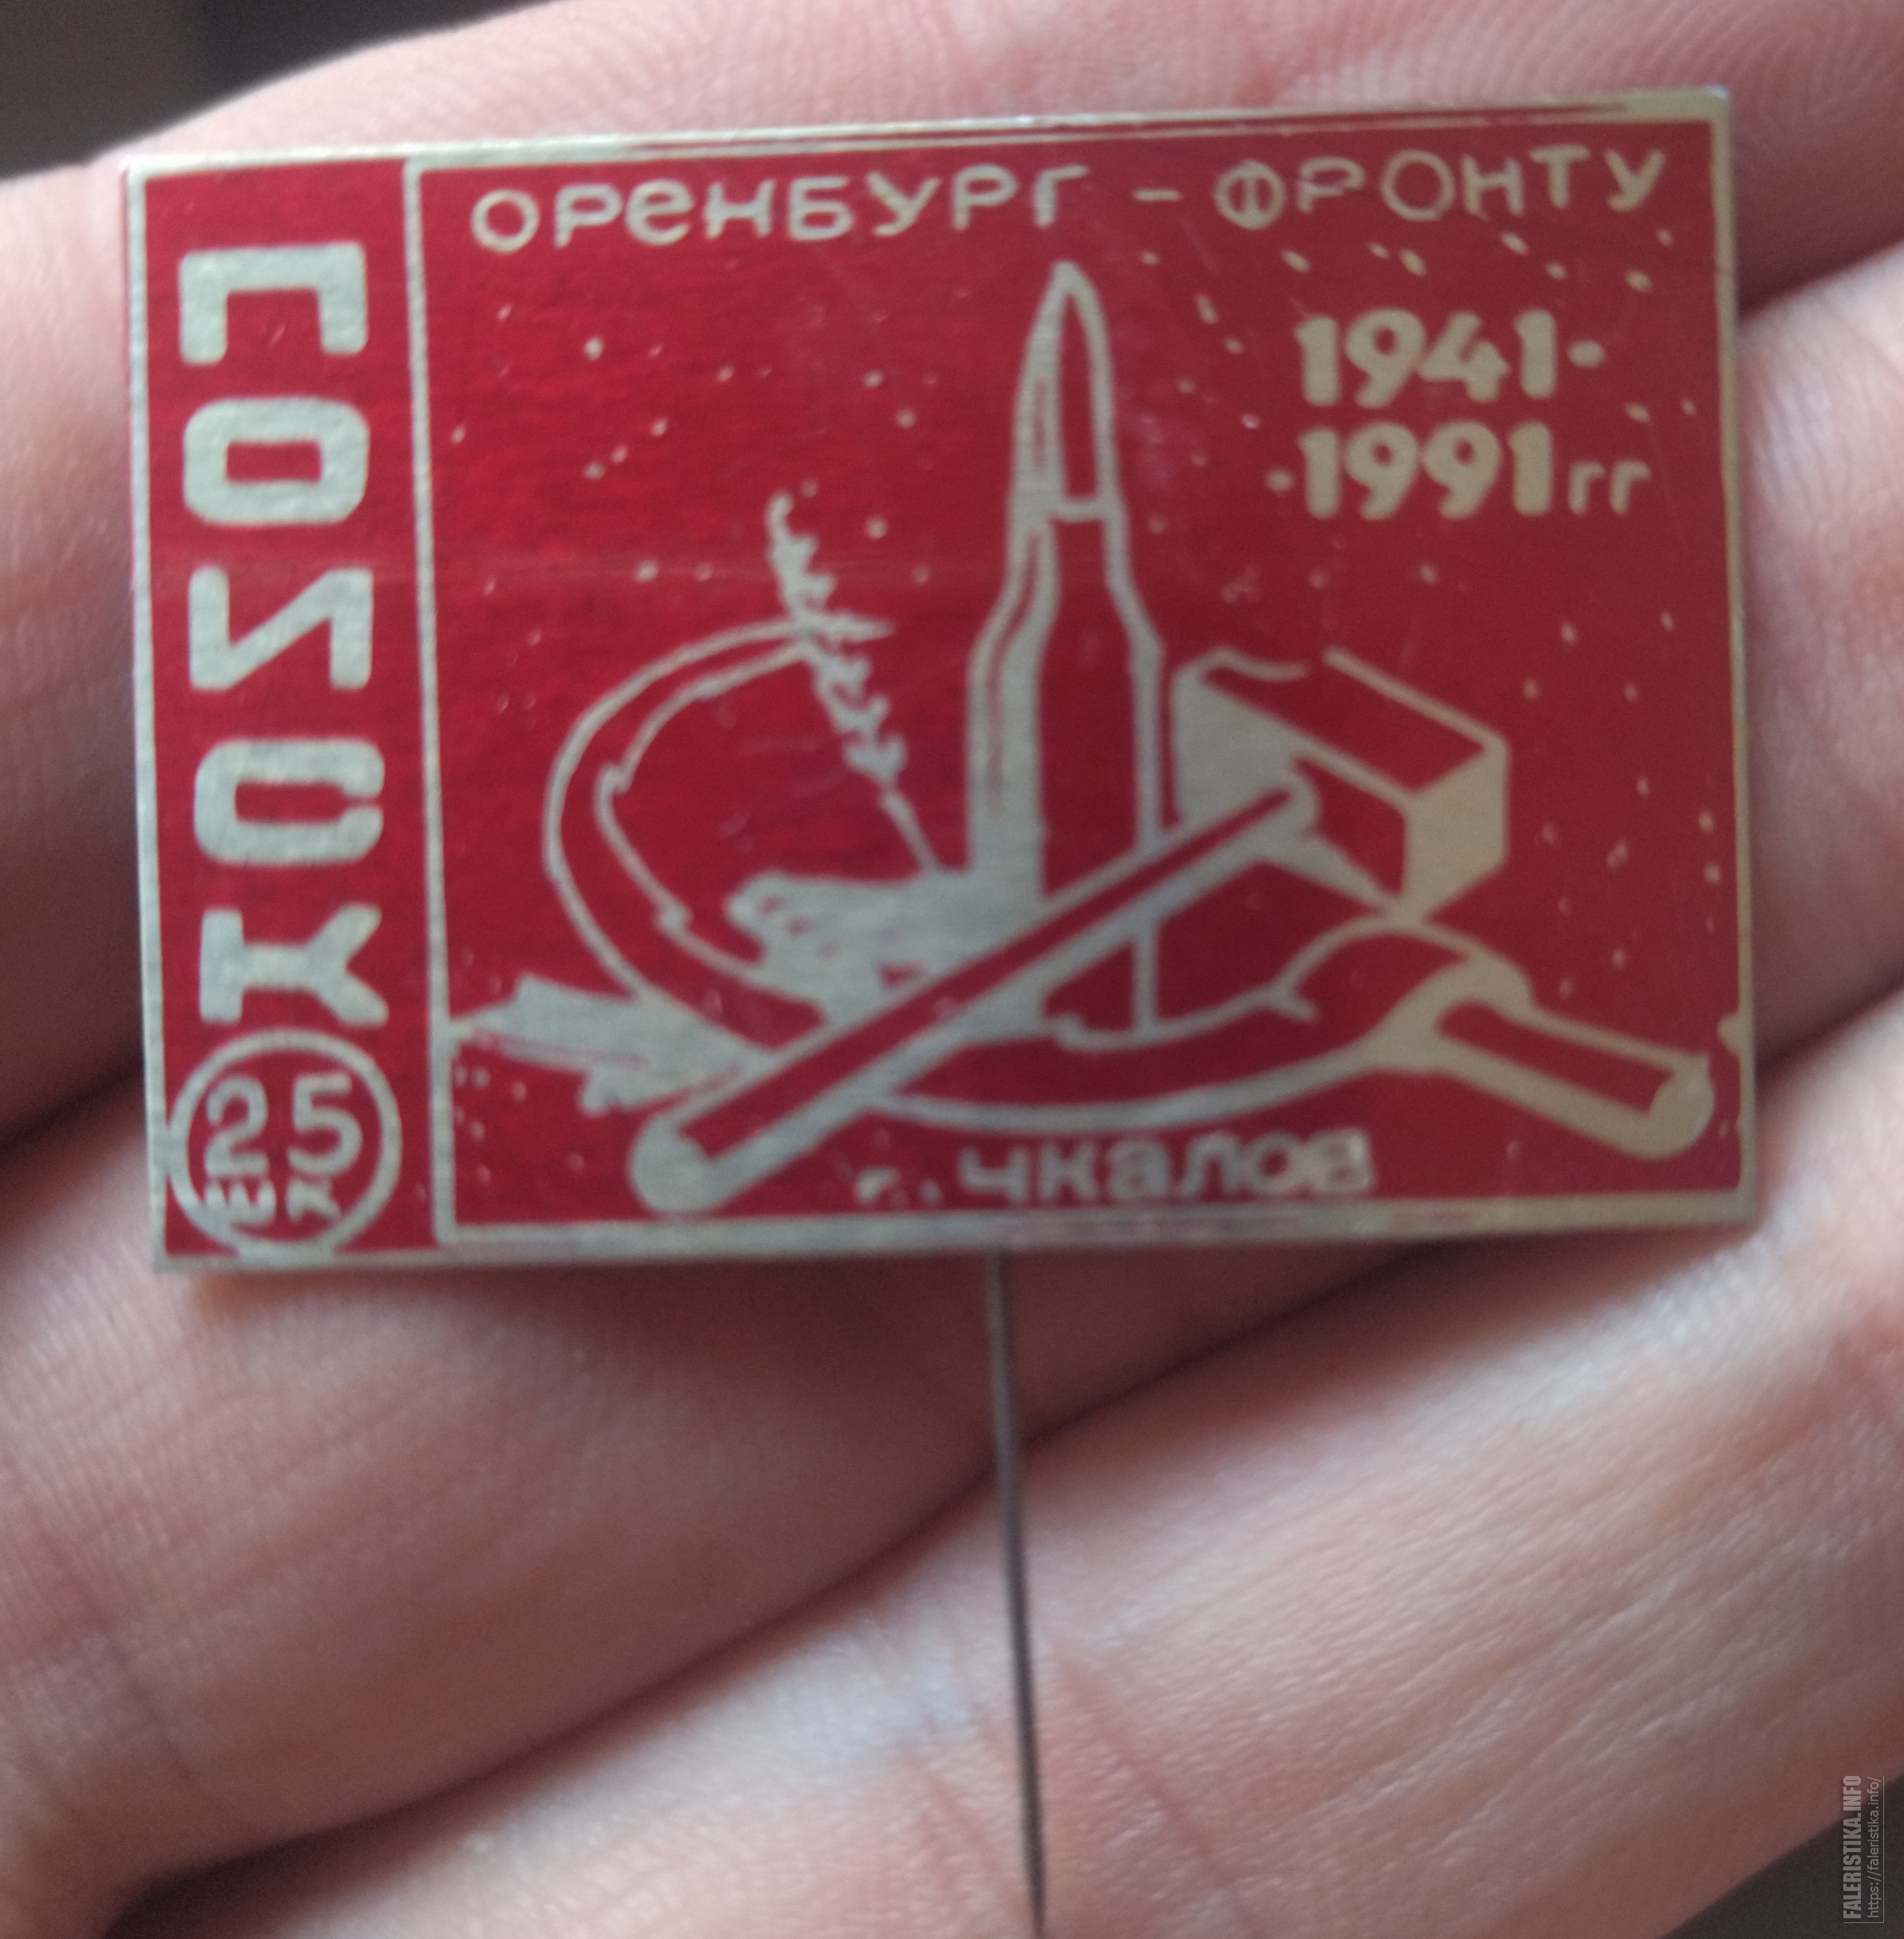 ОРеНБУРГ - ФРОНТУ
1941-
-1991гг
ПОИСК
25
шк
г. Чкалов
FALERISTIKA.INFO
https://faleristika.info/